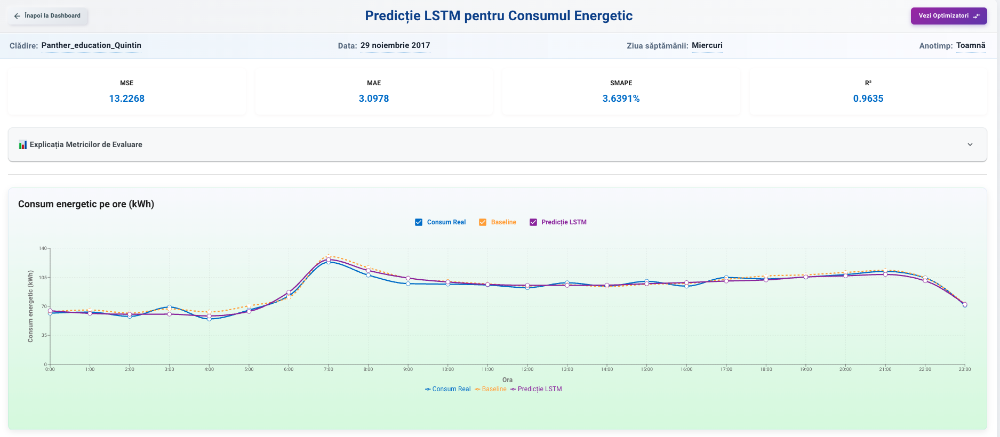 Înapoi la Dashboard
Predicție LSTM pentru Consumul Energetic
Vezi Optimizatori
Clădire: Panther_education_Quintin
Data: 29 noiembrie 2017
Ziua săptămânii: Miercuri
Anotimp: Toamnă
MSE
13.2268
MAE
3.0978
SMAPE
3.6391%
R²
0.9635
Explicația Metricilor de Evaluare
Consum energetic pe ore (kWh)
Consum Real Baseline Predicție LSTM
Consum energetic (kWh)
140
105
70
35
0
0:00 1:00 2:00 3:00 4:00 5:00 6:00 7:00 8:00 9:00 10:00 11:00 12:00 13:00 14:00 15:00 16:00 17:00 18:00 19:00 20:00 21:00 22:00 23:00
Ora
Consum Real Baseline Predicție LSTM